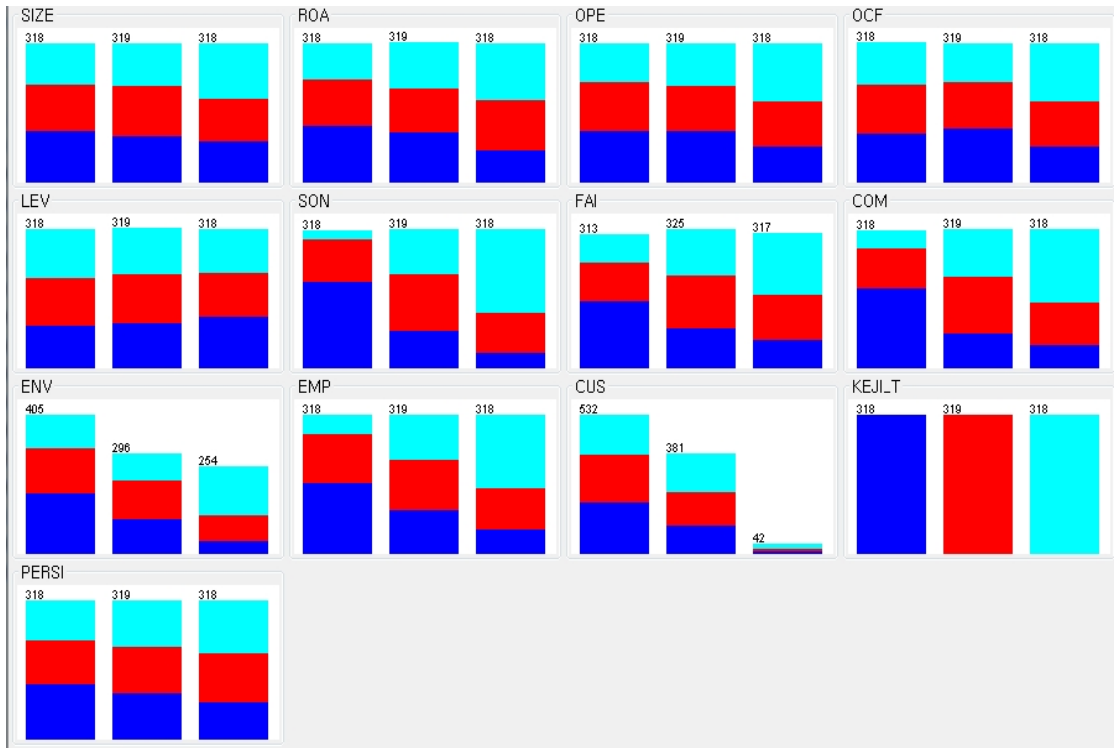 SIZE ROA OPE OCF
318 319 318 318 319 318 318 319 318 318 319 318
LEV SON FAI COM
318 319 318 318 319 318 313 325 317 318 319 318
ENV EMP CUS KEJI_T
405 296 254 318 319 318 532 381 42 318 319 318
PERSI
318 319 318